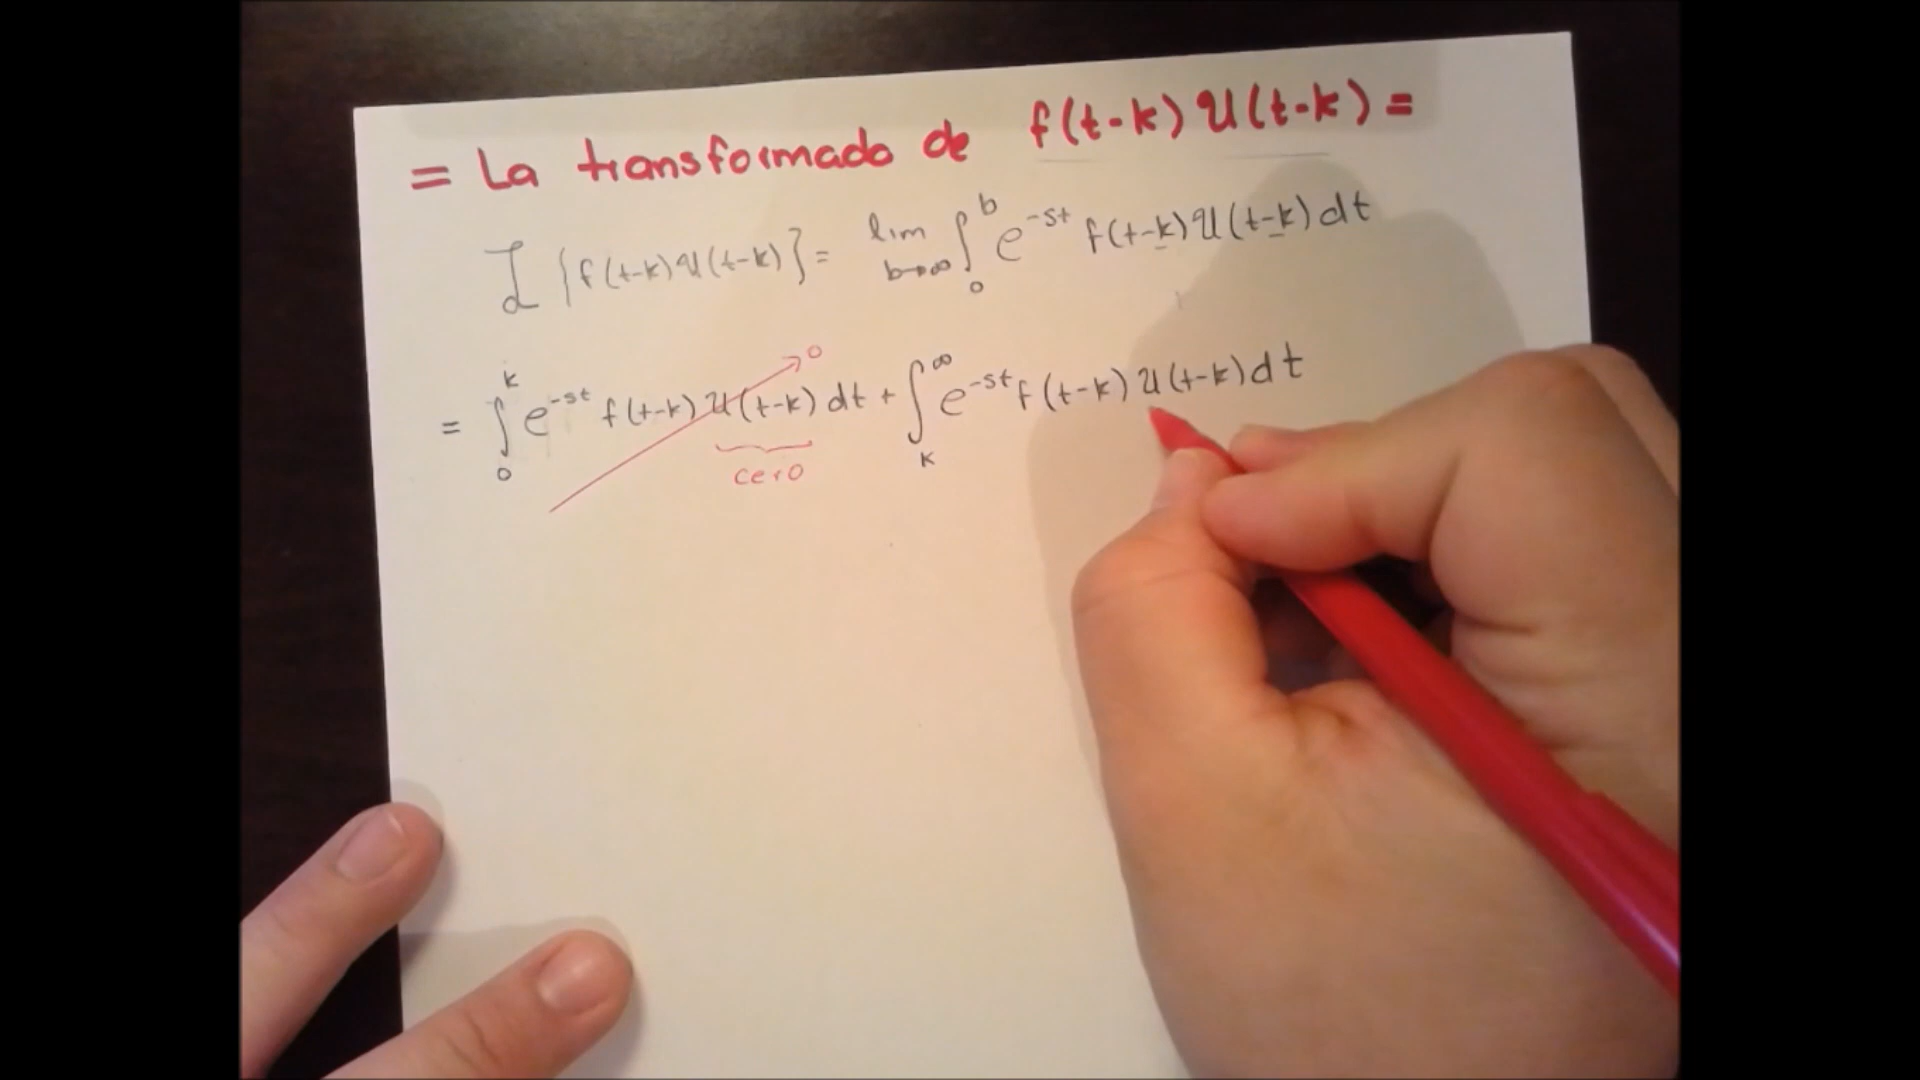 = La transformada de f(t-k) U(t-k) =
L {f(t-k) U(t-k)} = lim b→∞ ∫₀ᵇ e^-st f(t-k) U(t-k) dt
= ∫₀ᵏ e^-st f(t-k) U(t-k) dt + ∫ₖ^∞ e^-st f(t-k) U(t-k) dt
0
cero